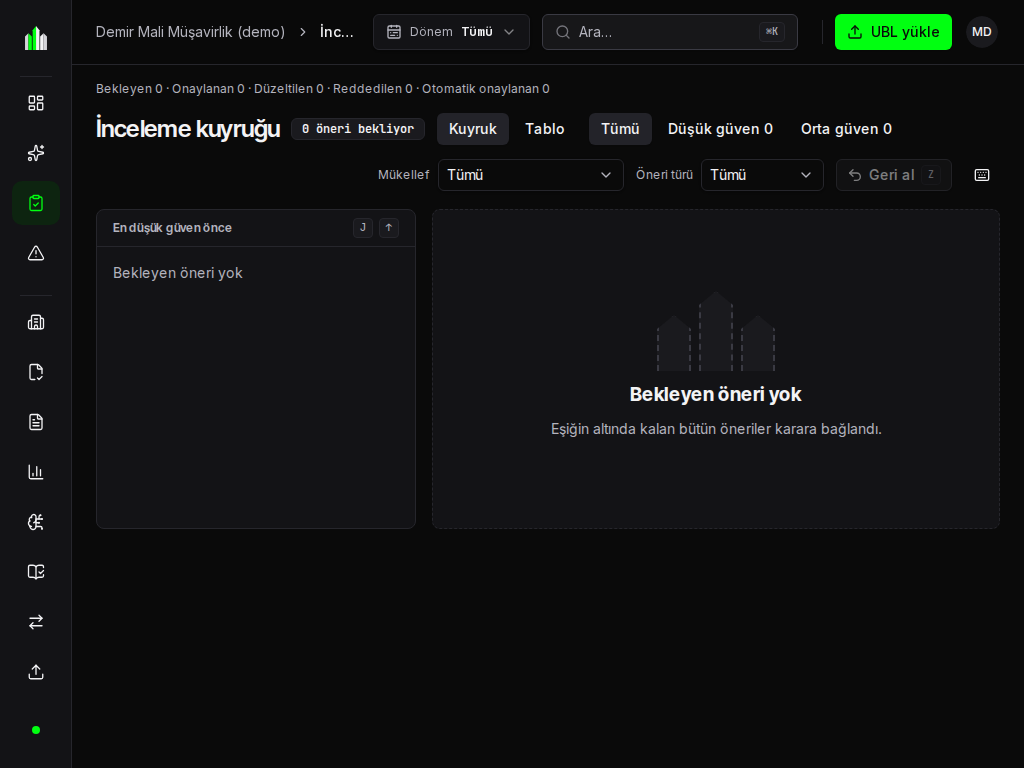 Demir Mali Müşavirlik (demo) > İnc...
Dönem Tümü
Ara...
⌘K
UBL yükle
MD
Bekleyen 0 · Onaylanan 0 · Düzeltilen 0 · Reddedilen 0 · Otomatik onaylanan 0
İnceleme kuyruğu
0 öneri bekliyor
Kuyruk
Tablo
Tümü
Düşük güven 0
Orta güven 0
Mükellef
Tümü
Öneri türü
Tümü
Geri al Z
En düşük güven önce
J ↑
Bekleyen öneri yok
Bekleyen öneri yok
Eşiğin altında kalan bütün öneriler karara bağlandı.